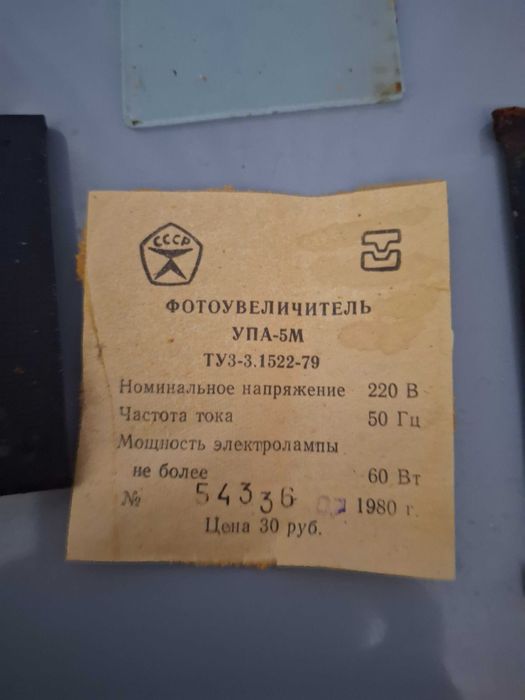 СССР
ФОТОУВЕЛИЧИТЕЛЬ
УПА-5М
ТУ3-3.1522-79
Номинальное напряжение 220 В
Частота тока 50 Гц
Мощность электролампы
не более 60 Вт
№ 54336 1980 г.
Цена 30 руб.